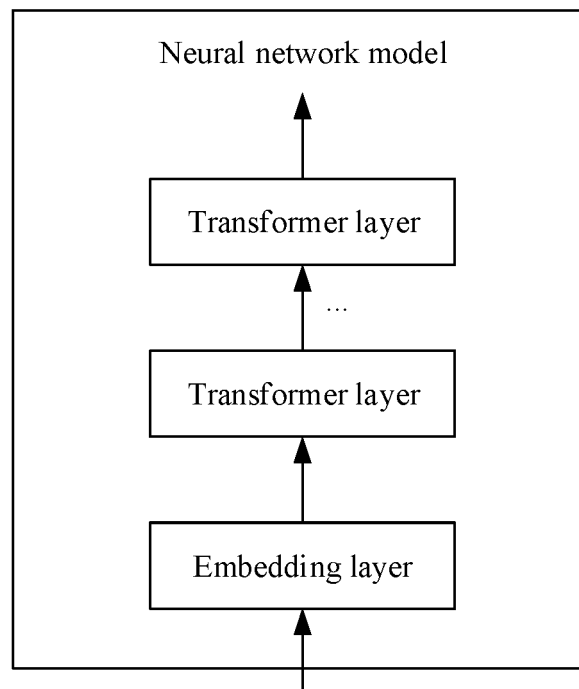 Neural network model
Transformer layer
...
Transformer layer
Embedding layer